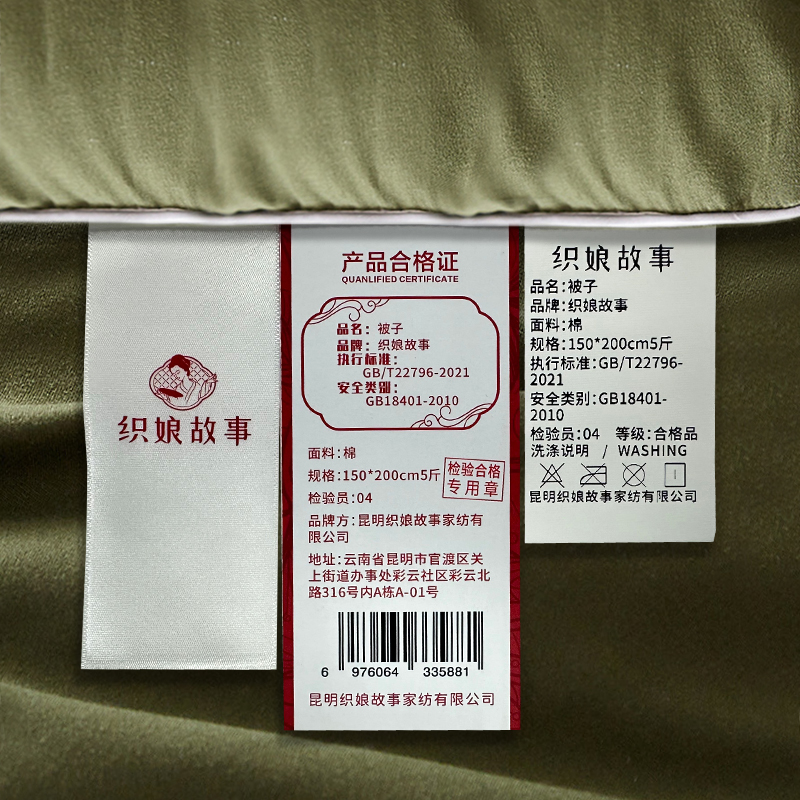 织娘故事
产品合格证
QUANLIFIED CERTIFICATE
品名：被子
品牌：织娘故事
执行标准：
GB/T22796-2021
安全类别：
GB18401-2010
面料：棉
规格：150*200cm5斤
检验合格
专用章
检验员：04
品牌方：昆明织娘故事家纺有
限公司
地址：云南省昆明市官渡区关
上街道办事处彩云社区彩云北
路316号内A栋A-01号
6 976064 335881
昆明织娘故事家纺有限公司
织娘故事
品名：被子
品牌：织娘故事
面料：棉
规格：150*200cm5斤
执行标准：GB/T22796-
2021
安全类别：GB18401-
2010
检验员：04 等级：合格品
洗涤说明 / WASHING
昆明织娘故事家纺有限公司